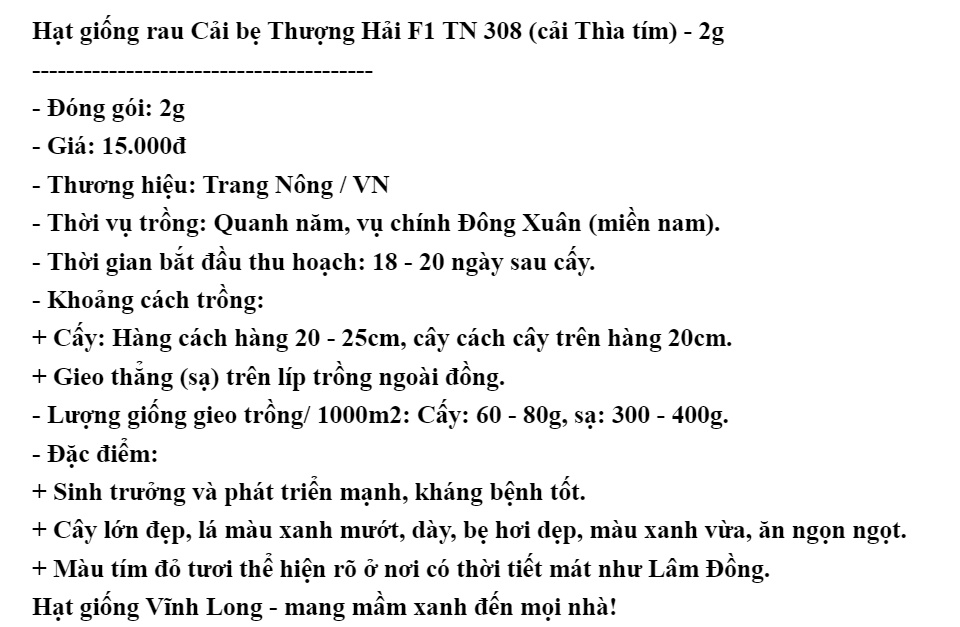 Hạt giống rau Cải bẹ Thượng Hải F1 TN 308 (cải Thìa tím) - 2g
----------------------------------------
- Đóng gói: 2g
- Giá: 15.000đ
- Thương hiệu: Trang Nông / VN
- Thời vụ trồng: Quanh năm, vụ chính Đông Xuân (miền nam).
- Thời gian bắt đầu thu hoạch: 18 - 20 ngày sau cấy.
- Khoảng cách trồng:
+ Cấy: Hàng cách hàng 20 - 25cm, cây cách cây trên hàng 20cm.
+ Gieo thẳng (sạ) trên líp trồng ngoài đồng.
- Lượng giống gieo trồng/ 1000m2: Cấy: 60 - 80g, sạ: 300 - 400g.
- Đặc điểm:
+ Sinh trưởng và phát triển mạnh, kháng bệnh tốt.
+ Cây lớn đẹp, lá màu xanh mướt, dày, bẹ hơi dẹp, màu xanh vừa, ăn ngọn ngọt.
+ Màu tím đỏ tươi thể hiện rõ ở nơi có thời tiết mát như Lâm Đồng.
Hạt giống Vĩnh Long - mang mầm xanh đến mọi nhà!